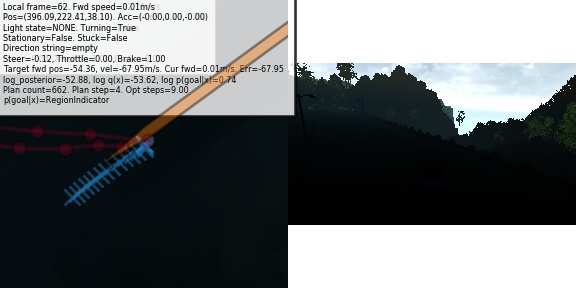 Local frame=62. Fwd speed=0.01m/s
Pos=(396.09,222.41,38.10). Acc=(-0.00,0.00,-0.00)
Light state=NONE. Turning=True
Stationary=False. Stuck=False
Direction string=empty
Steer=-0.12, Throttle=0.00, Brake=1.00
Target fwd pos=-54.36, vel=-67.95m/s. Cur fwd=0.01m/s, Err=-67.95
log_posterior=-52.88, log q(x)=-53.62, log p(goal|x)=0.74
Plan count=662. Plan step=4. Opt steps=9.00
p(goal|x)=RegionIndicator